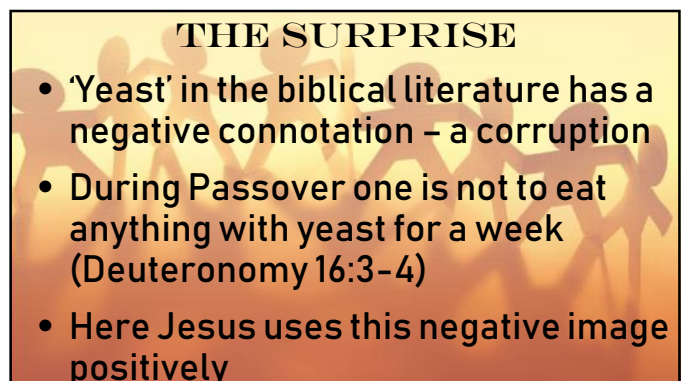 THE SURPRISE
• ‘Yeast’ in the biblical literature has a
negative connotation – a corruption
• During Passover one is not to eat
anything with yeast for a week
(Deuteronomy 16:3-4)
• Here Jesus uses this negative image
positively